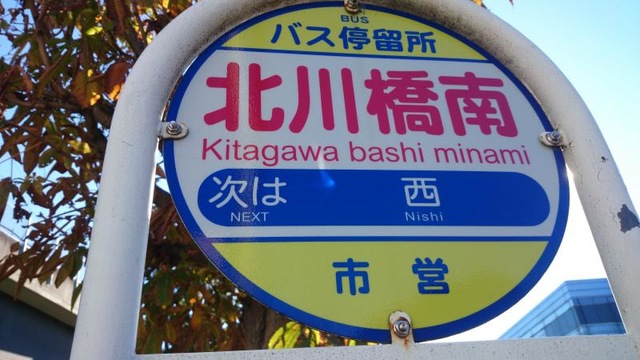 BUS
バス停留所
北川橋南
Kitagawa bashi minami
次は 西
NEXT Nishi
市営